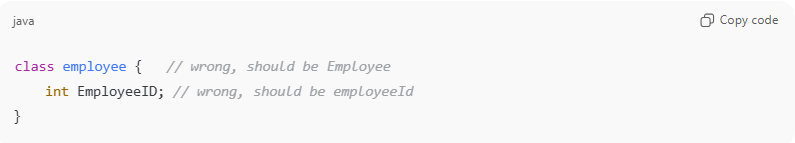 java
Copy code
class employee {   // wrong, should be Employee
    int EmployeeID; // wrong, should be employeeId
}